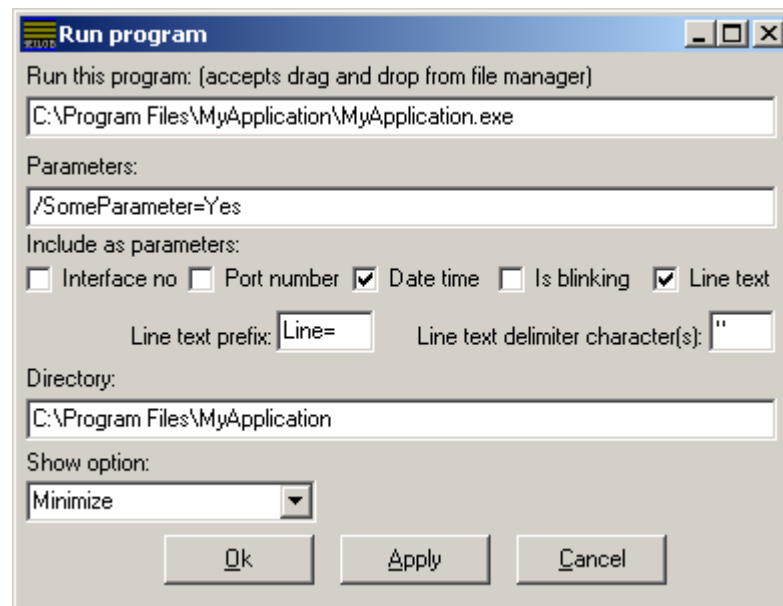 Run program
Run this program: (accepts drag and drop from file manager)
C:\Program Files\MyApplication\MyApplication.exe
Parameters:
/SomeParameter=Yes
Include as parameters:
Interface no Port number Date time Is blinking Line text
Line text prefix: Line= Line text delimiter character(s): "
Directory:
C:\Program Files\MyApplication
Show option:
Minimize
Ok Apply Cancel